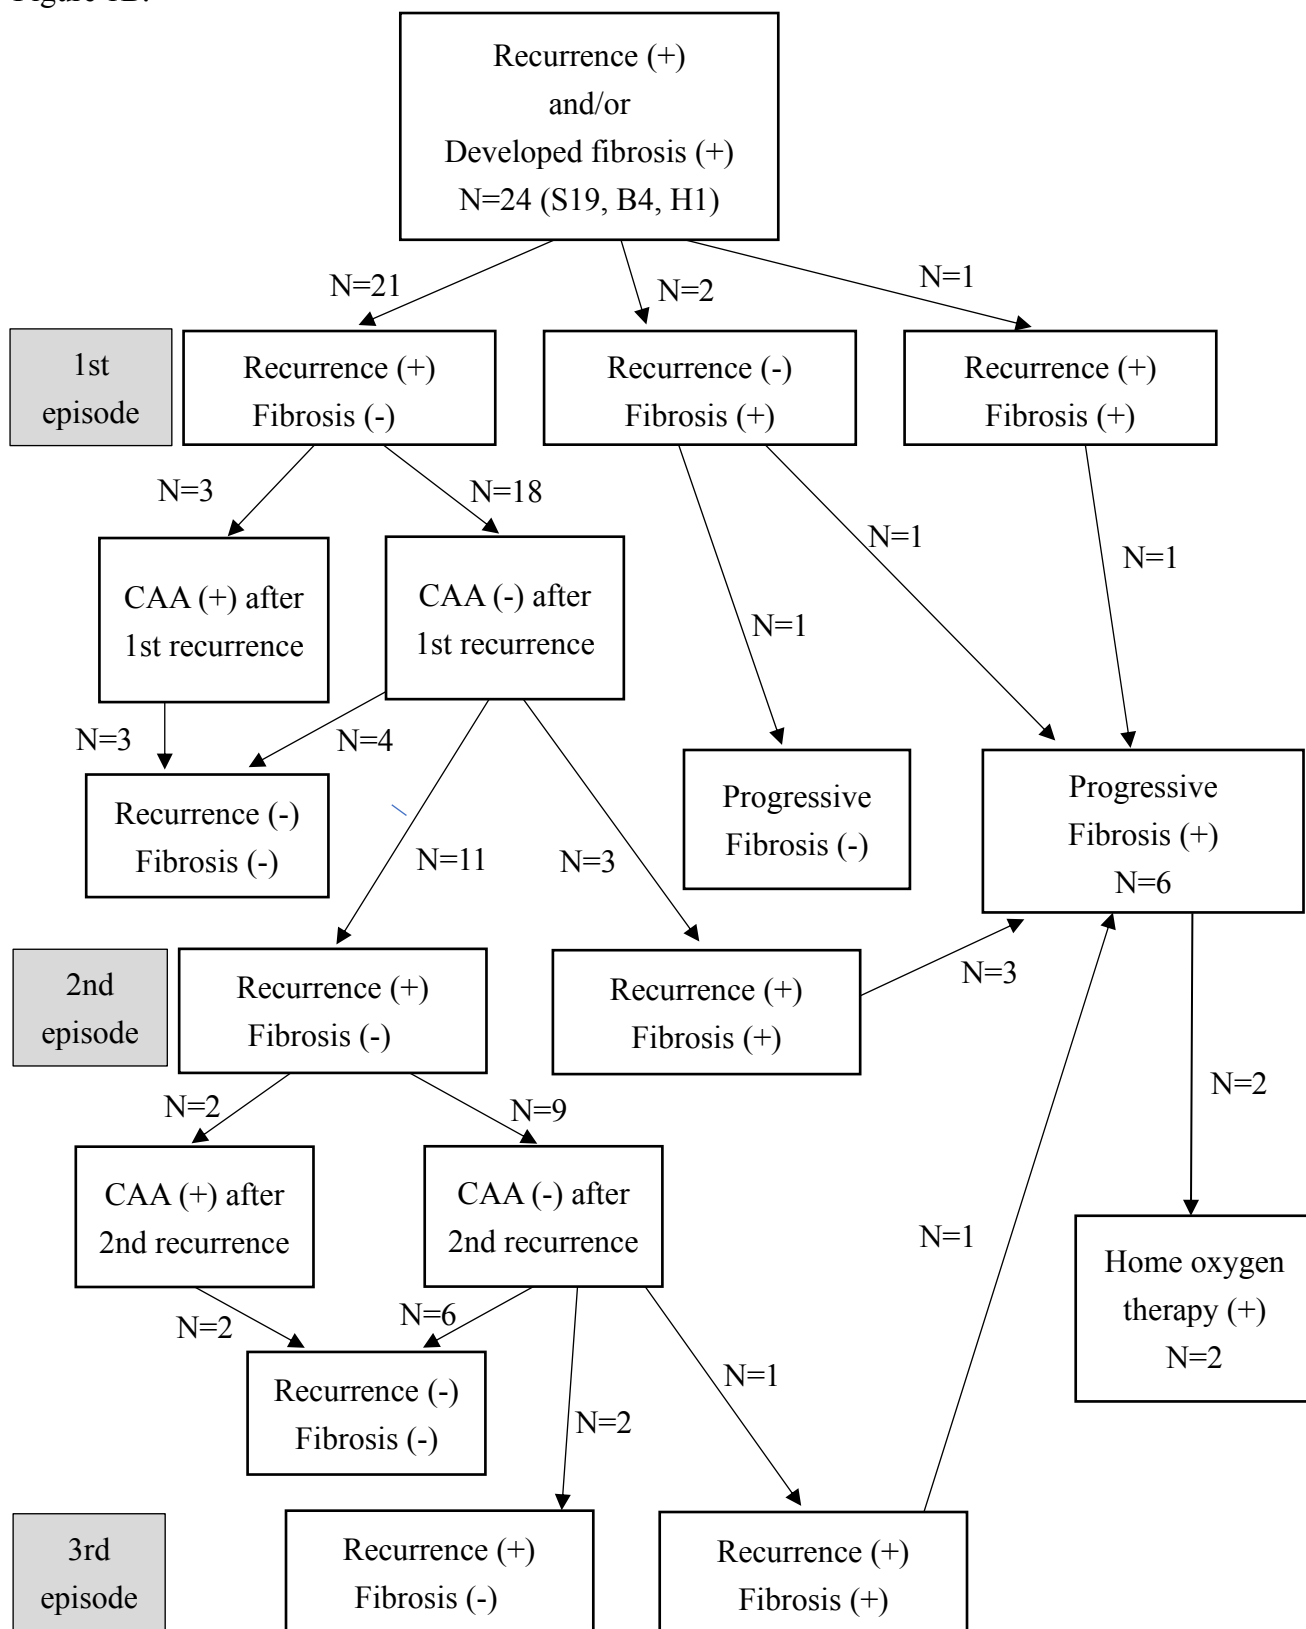 Recurrence (+)
and/or
Developed fibrosis (+)
N=24 (S19, B4, H1)
N=21
N=2
N=1
1st
episode
Recurrence (+)
Fibrosis (-)
Recurrence (-)
Fibrosis (+)
Recurrence (+)
Fibrosis (+)
N=3
N=18
N=1
N=1
N=1
CAA (+) after
1st recurrence
CAA (-) after
1st recurrence
N=3
N=4
Recurrence (-)
Fibrosis (-)
Progressive
Fibrosis (-)
Progressive
Fibrosis (+)
N=6
N=11
N=3
2nd
episode
Recurrence (+)
Fibrosis (-)
Recurrence (+)
Fibrosis (+)
N=3
N=2
N=9
N=2
CAA (+) after
2nd recurrence
CAA (-) after
2nd recurrence
N=1
Home oxygen
therapy (+)
N=2
N=2
N=6
N=2
N=1
Recurrence (-)
Fibrosis (-)
3rd
episode
Recurrence (+)
Fibrosis (-)
Recurrence (+)
Fibrosis (+)